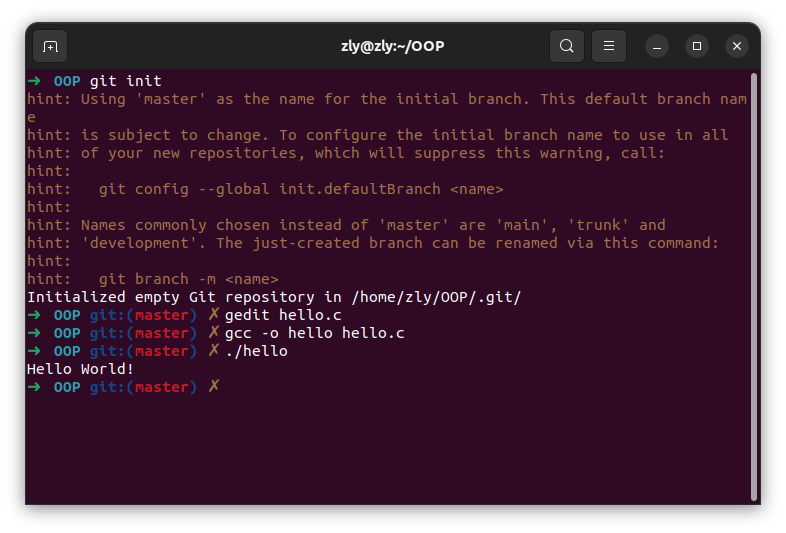 zly@zly:~/OOP
➜ OOP git init
hint: Using 'master' as the name for the initial branch. This default branch nam
e
hint: is subject to change. To configure the initial branch name to use in all
hint: of your new repositories, which will suppress this warning, call:
hint:
hint:   git config --global init.defaultBranch <name>
hint:
hint: Names commonly chosen instead of 'master' are 'main', 'trunk' and
hint: 'development'. The just-created branch can be renamed via this command:
hint:
hint:   git branch -m <name>
Initialized empty Git repository in /home/zly/OOP/.git/
➜ OOP git:(master) ✗ gedit hello.c
➜ OOP git:(master) ✗ gcc -o hello hello.c
➜ OOP git:(master) ✗ ./hello
Hello World!
➜ OOP git:(master) ✗